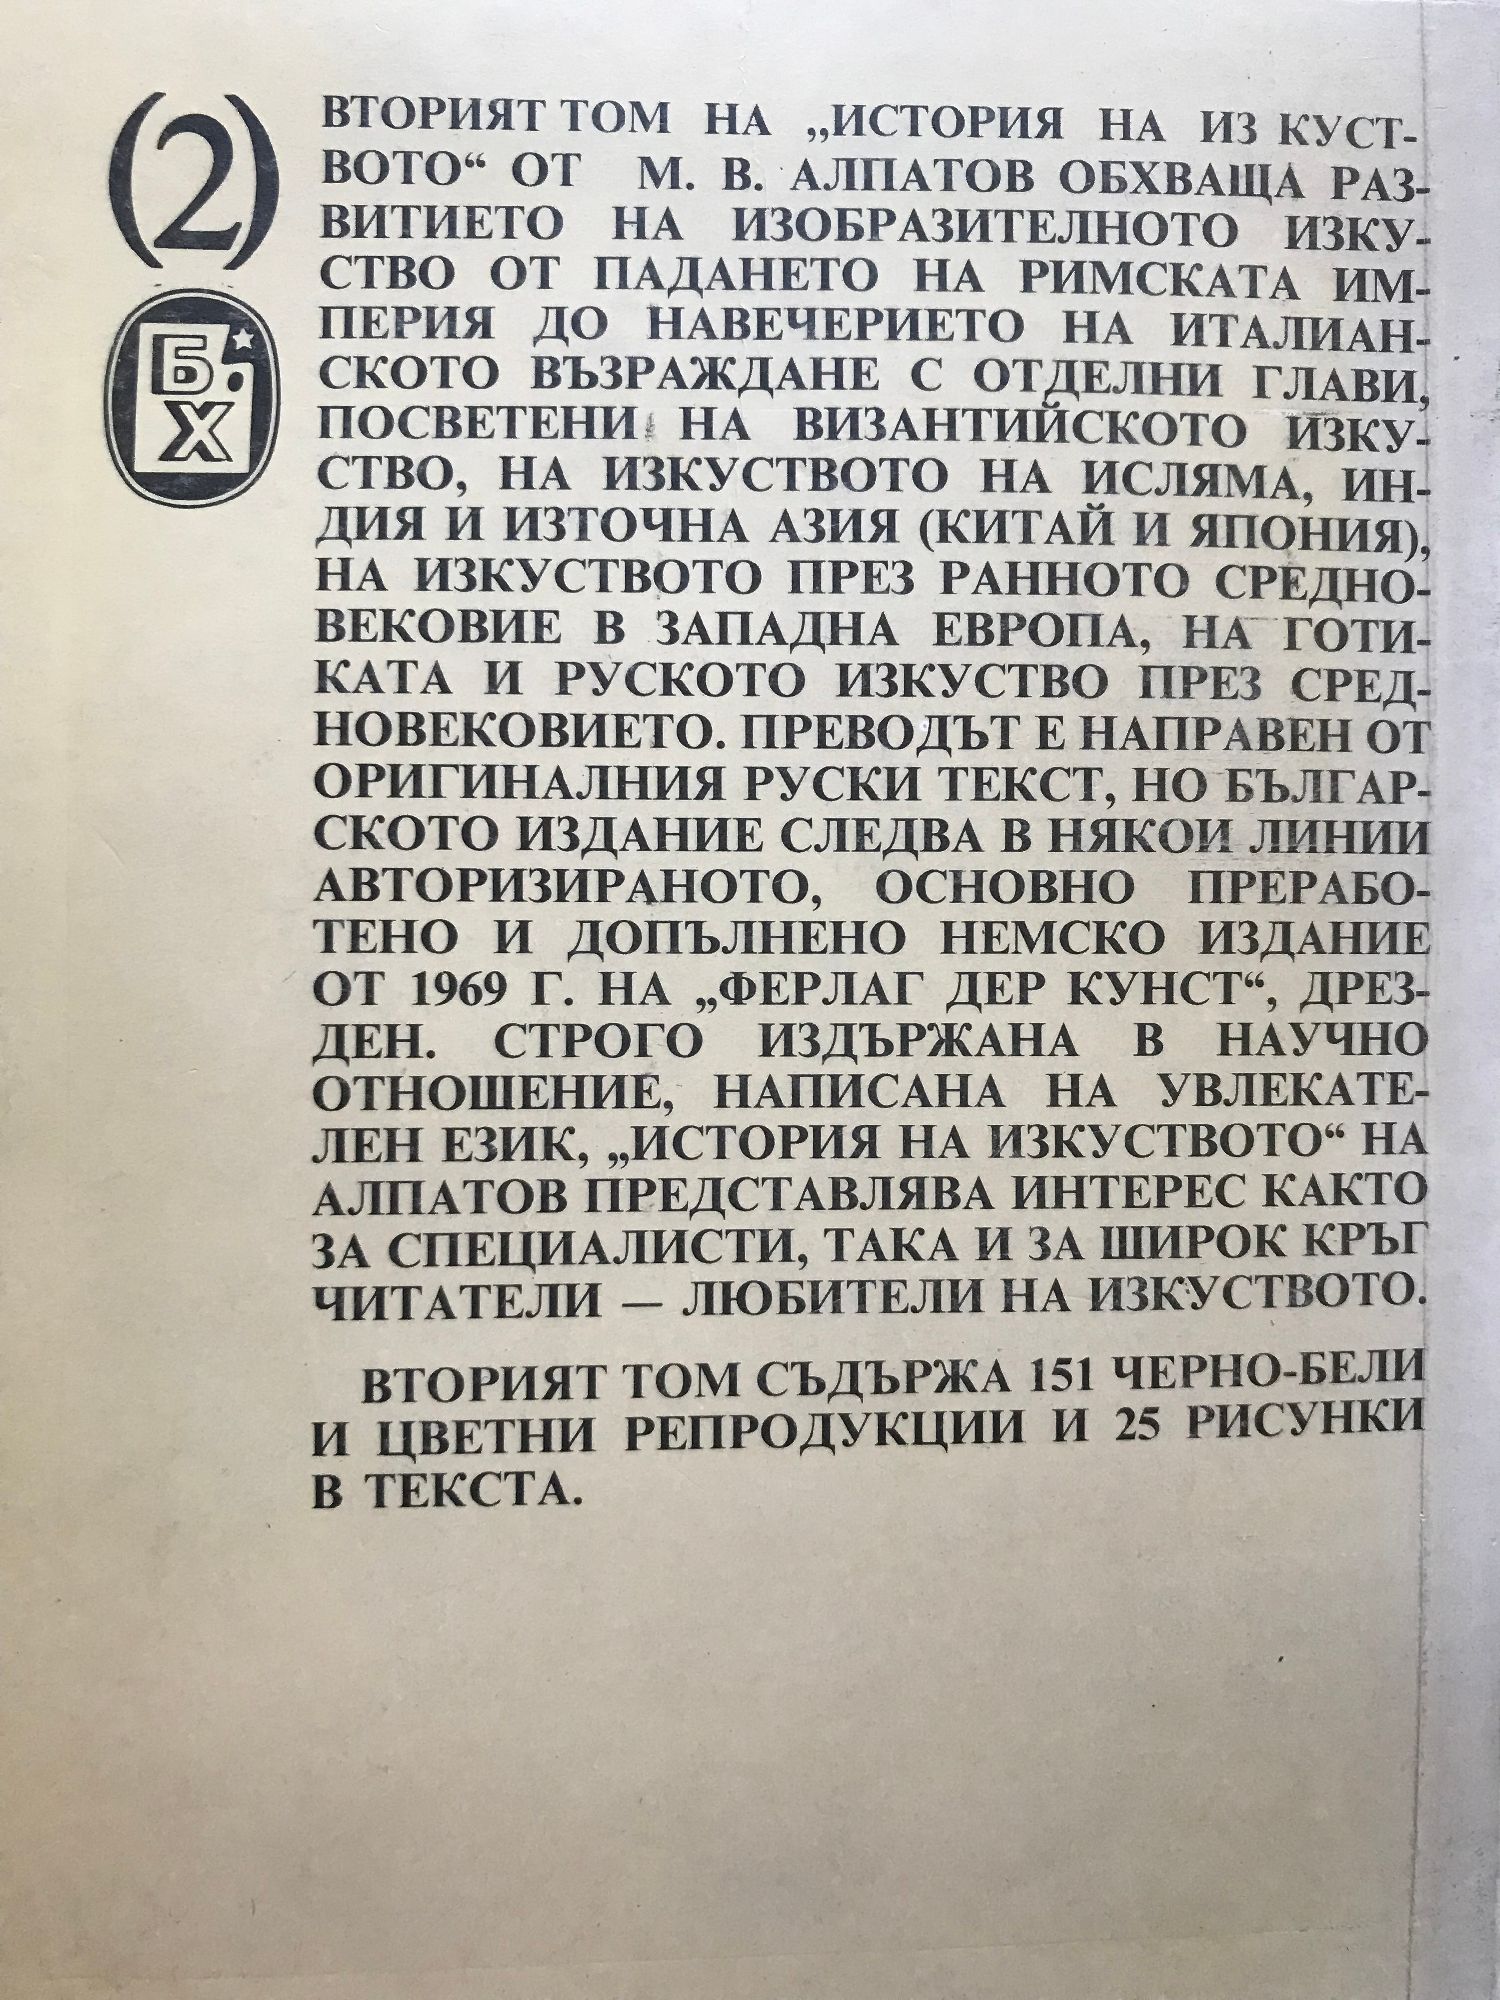 (2)
Б.
Х
ВТОРИЯТ ТОМ НА „ИСТОРИЯ НА ИЗ КУСТ-
ВОТО“ ОТ М. В. АЛПАТОВ ОБХВАЩА РАЗ-
ВИТИЕТО НА ИЗОБРАЗИТЕЛНОТО ИЗКУ-
СТВО ОТ ПАДАНЕТО НА РИМСКАТА ИМ-
ПЕРИЯ ДО НАВЕЧЕРИЕТО НА ИТАЛИАН-
СКОТО ВЪЗРАЖДАНЕ С ОТДЕЛНИ ГЛАВИ,
ПОСВЕТЕНИ НА ВИЗАНТИЙСКОТО ИЗКУ-
СТВО, НА ИЗКУСТВОТО НА ИСЛЯМА, ИН-
ДИЯ И ИЗТОЧНА АЗИЯ (КИТАЙ И ЯПОНИЯ),
НА ИЗКУСТВОТО ПРЕЗ РАННОТО СРЕДНО-
ВЕКОВИЕ В ЗАПАДНА ЕВРОПА, НА ГОТИ-
КАТА И РУСКОТО ИЗКУСТВО ПРЕЗ СРЕД-
НОВЕКОВИЕТО. ПРЕВОДЪТ Е НАПРАВЕН ОТ
ОРИГИНАЛНИЯ РУСКИ ТЕКСТ, НО БЪЛГАР-
СКОТО ИЗДАНИЕ СЛЕДВА В НЯКОИ ЛИНИИ
АВТОРИЗИРАНОТО, ОСНОВНО ПРЕРАБО-
ТЕНО И ДОПЪЛНЕНО НЕМСКО ИЗДАНИЕ
ОТ 1969 Г. НА „ФЕРЛАГ ДЕР КУНСТ“, ДРЕЗ-
ДЕН. СТРОГО ИЗДЪРЖАНА В НАУЧНО
ОТНОШЕНИЕ, НАПИСАНА НА УВЛЕКАТЕ-
ЛЕН ЕЗИК, „ИСТОРИЯ НА ИЗКУСТВОТО“ НА
АЛПАТОВ ПРЕДСТАВЛЯВА ИНТЕРЕС КАКТО
ЗА СПЕЦИАЛИСТИ, ТАКА И ЗА ШИРОК КРЪГ
ЧИТАТЕЛИ — ЛЮБИТЕЛИ НА ИЗКУСТВОТО.
ВТОРИЯТ ТОМ СЪДЪРЖА 151 ЧЕРНО-БЕЛИ
И ЦВЕТНИ РЕПРОДУКЦИИ И 25 РИСУНКИ
В ТЕКСТА.